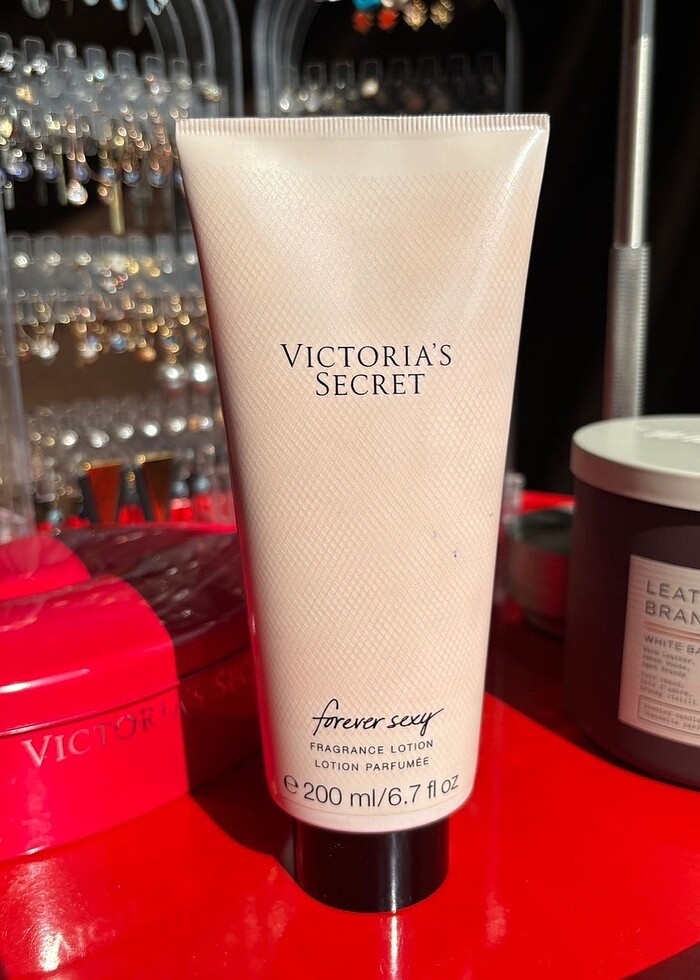 VICTORIA'S
SECRET
forever sexy
FRAGRANCE LOTION
LOTION PARFUMÉE
℮ 200 ml/6.7 fl oz
VICTORIA'S SEC
LEAT
BRAN
WHITE BA